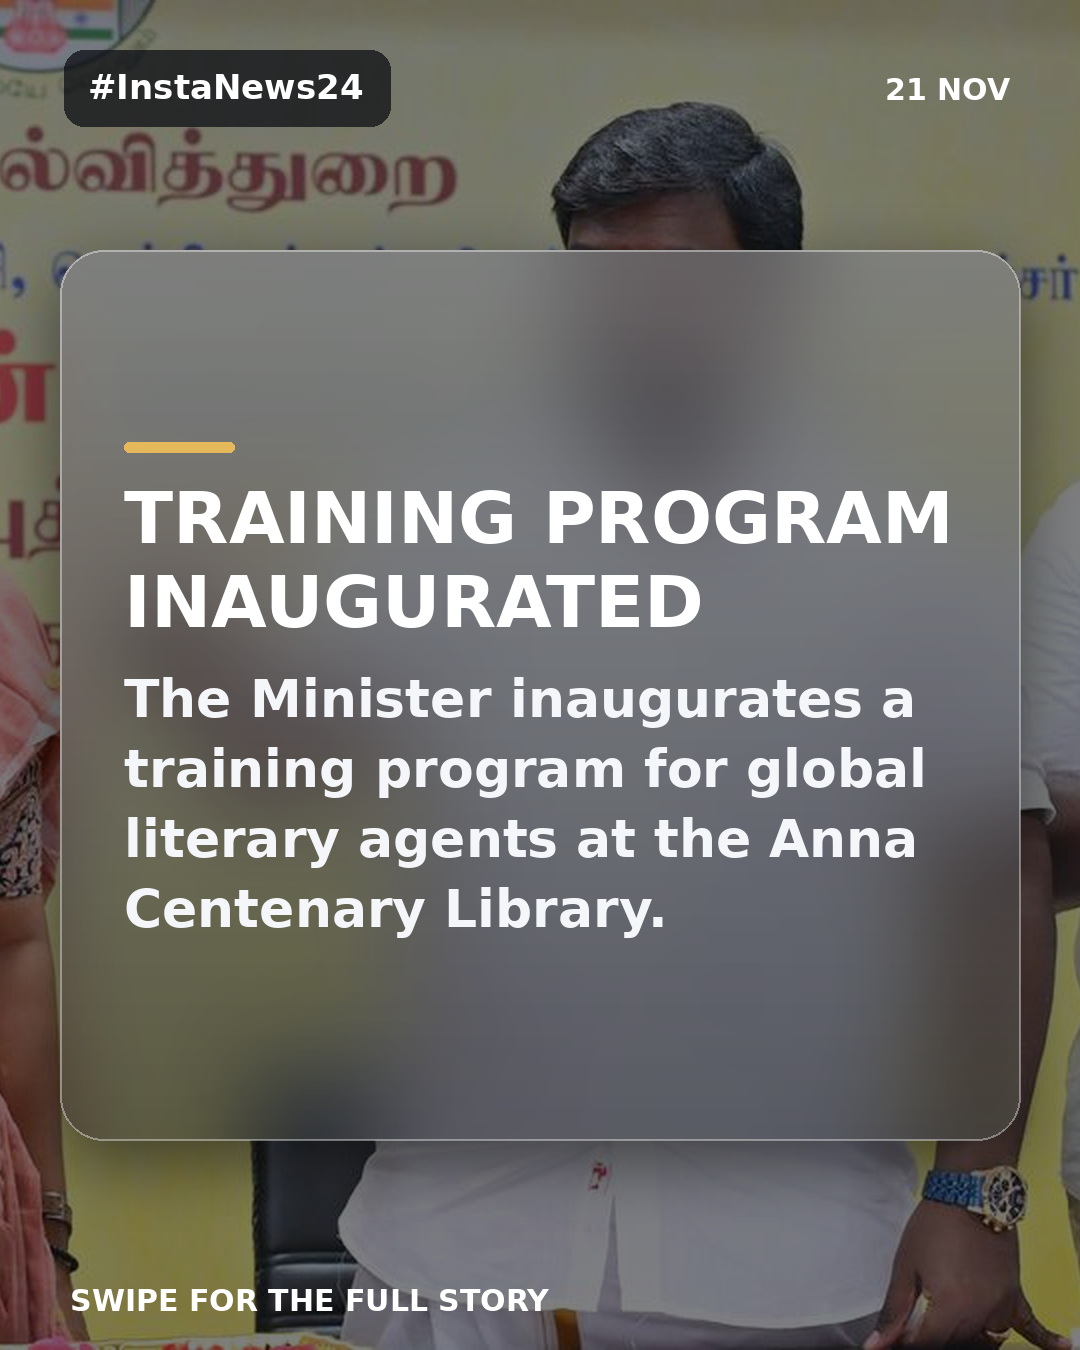 #InstaNews24
21 NOV
ல்வித்துறை
TRAINING PROGRAM
INAUGURATED
The Minister inaugurates a
training program for global
literary agents at the Anna
Centenary Library.
SWIPE FOR THE FULL STORY